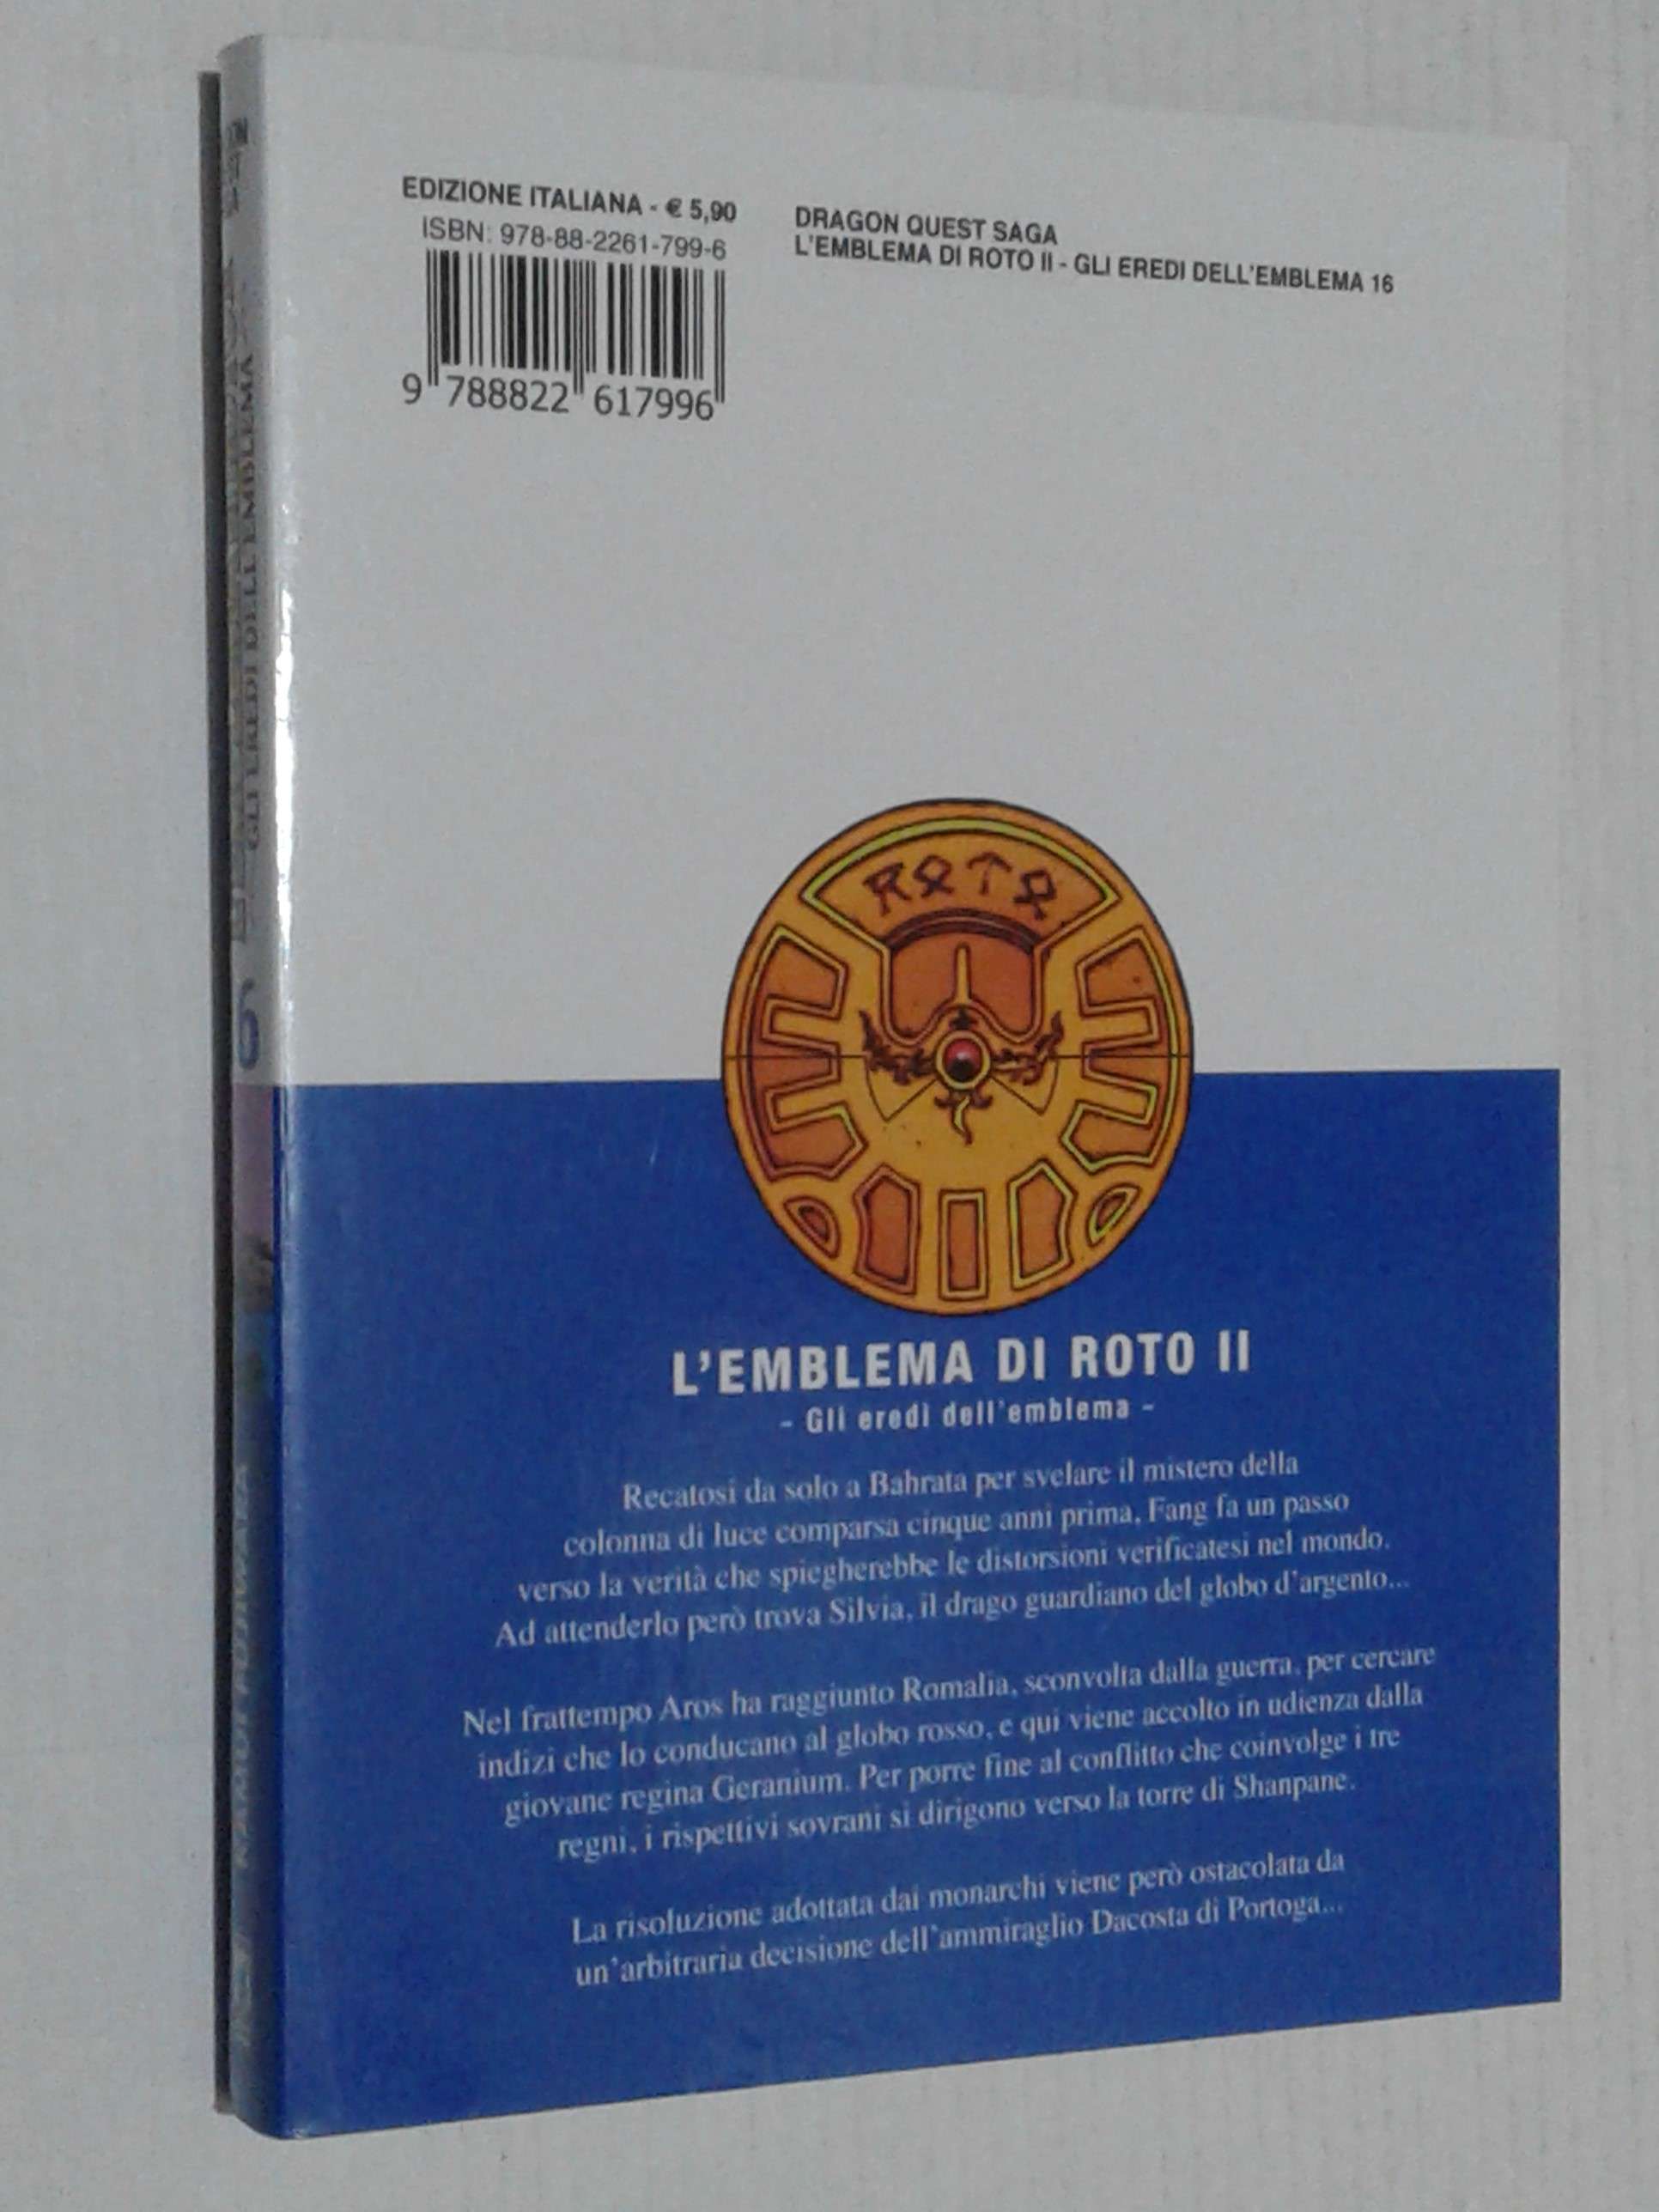 EDIZIONE ITALIANA - € 5,90
ISBN: 978-88-2261-799-6
9 788822 617996
DRAGON QUEST SAGA
L'EMBLEMA DI ROTO II - GLI EREDI DELL'EMBLEMA 16
GLI EREDI DELL'EMBLEMA
KAMUI FUJIWARA
ROTO
L'EMBLEMA DI ROTO II
- Gli eredi dell'emblema -
Recatosi da solo a Bahrata per svelare il mistero della
colonna di luce comparsa cinque anni prima, Fang fa un passo
verso la verità che spiegherebbe le distorsioni verificatesi nel mondo.
Ad attenderlo però trova Silvia, il drago guardiano del globo d'argento...
Nel frattempo Aros ha raggiunto Romalia, sconvolta dalla guerra, per cercare
indizi che lo conducano al globo rosso, e qui viene accolto in udienza dalla
giovane regina Geranium. Per porre fine al conflitto che coinvolge i tre
regni, i rispettivi sovrani si dirigono verso la torre di Shanpane.
La risoluzione adottata dai monarchi viene però ostacolata da
un'arbitraria decisione dell'ammiraglio Dacosta di Portoga...